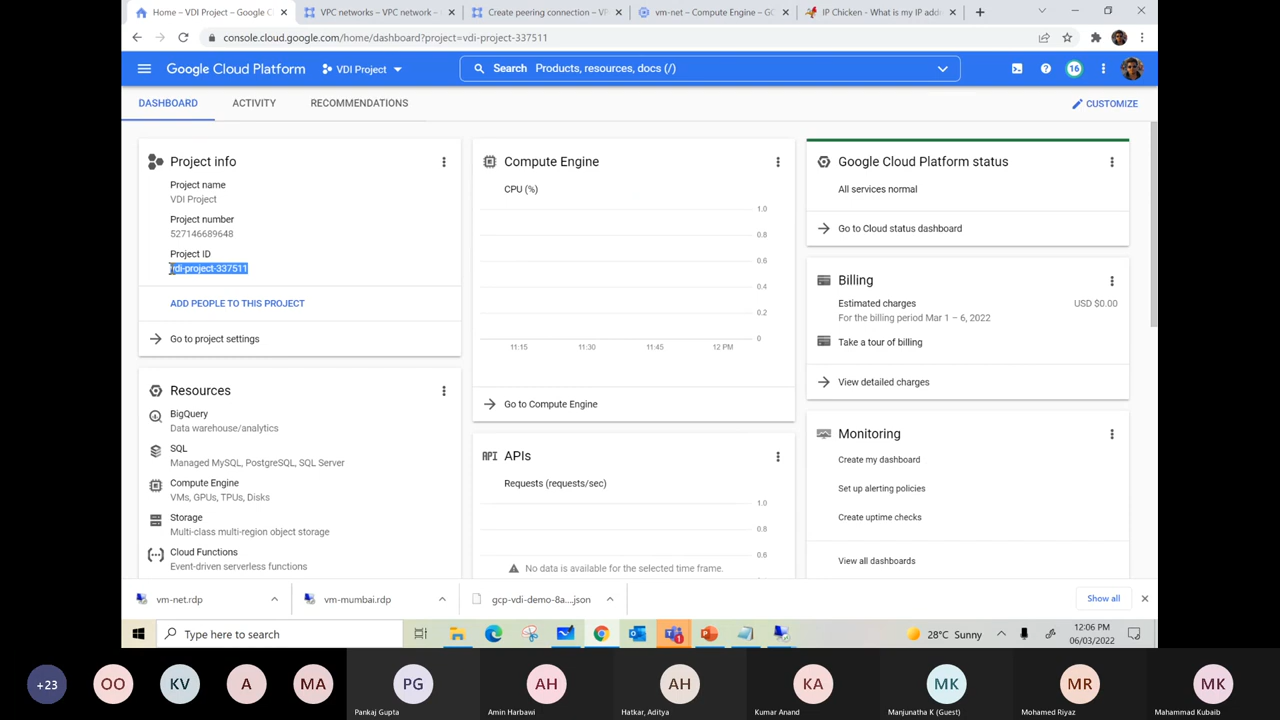 Home – VDI Project – Google C
VPC networks – VPC network –
Create peering connection – VP
vm-net – Compute Engine – GC
IP Chicken - What is my IP add
console.cloud.google.com/home/dashboard?project=vdi-project-337511
Google Cloud Platform
VDI Project
Search Products, resources, docs (/)
16
DASHBOARD
ACTIVITY
RECOMMENDATIONS
CUSTOMIZE
Project info
Project name
VDI Project
Project number
527146689648
Project ID
vdi-project-337511
ADD PEOPLE TO THIS PROJECT
Go to project settings
Resources
BigQuery
Data warehouse/analytics
SQL
Managed MySQL, PostgreSQL, SQL Server
Compute Engine
VMs, GPUs, TPUs, Disks
Storage
Multi-class multi-region object storage
Cloud Functions
Event-driven serverless functions
Compute Engine
CPU (%)
1.0
0.8
0.6
0.4
0.2
0
11:15
11:30
11:45
12 PM
Go to Compute Engine
API APIs
Requests (requests/sec)
1.0
0.8
0.6
No data is available for the selected time frame.
Google Cloud Platform status
All services normal
Go to Cloud status dashboard
Billing
Estimated charges
USD $0.00
For the billing period Mar 1 – 6, 2022
Take a tour of billing
View detailed charges
Monitoring
Create my dashboard
Set up alerting policies
Create uptime checks
View all dashboards
vm-net.rdp
vm-mumbai.rdp
gcp-vdi-demo-8a....json
Show all
Type here to search
1
28°C Sunny
12:06 PM
06/03/2022
+23
OO
KV
A
MA
PG
Pankaj Gupta
AH
Amin Harbawi
AH
Hatkar, Aditya
KA
Kumar Anand
MK
Manjunatha K (Guest)
MR
Mohamed Riyaz
MK
Mahammad Kubaib